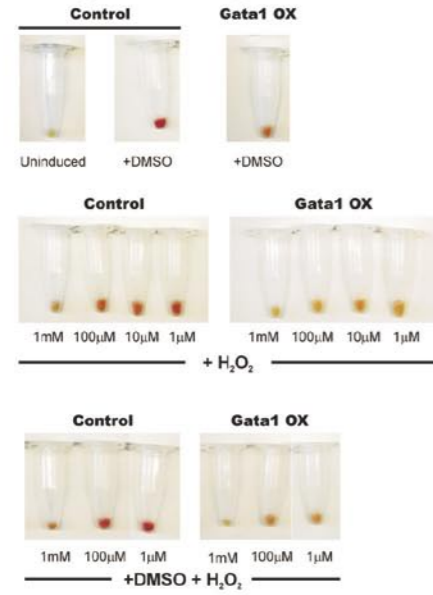 Control Gata1 OX
Uninduced +DMSO +DMSO
Control Gata1 OX
1mM 100µM 10µM 1µM 1mM 100µM 10µM 1µM
+ H₂O₂
Control Gata1 OX
1mM 100µM 1µM 1mM 100µM 1µM
+DMSO + H₂O₂